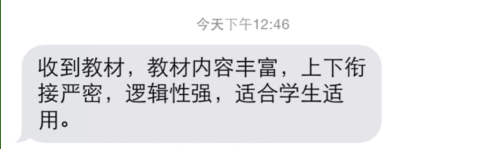 今天下午12:46
收到教材，教材内容丰富，上下衔
接严密，逻辑性强，适合学生适
用。